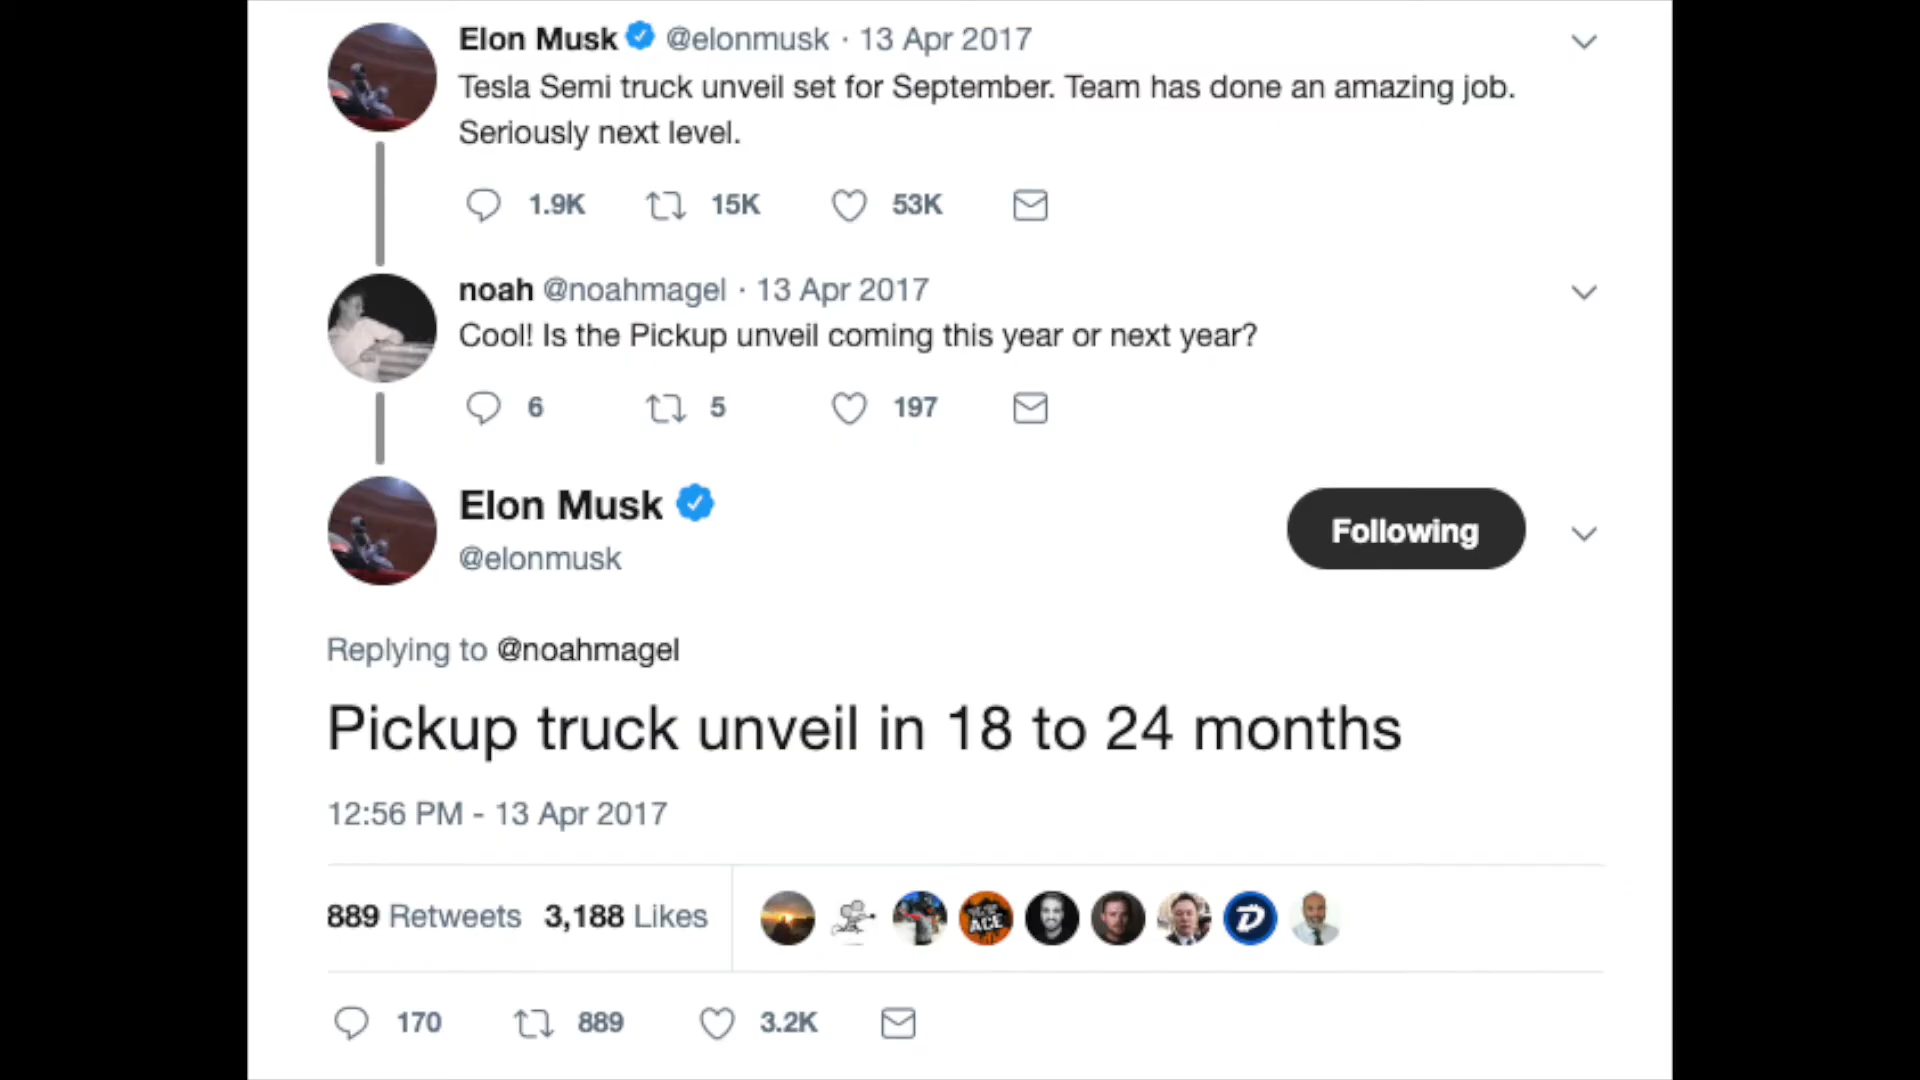 Elon Musk @elonmusk · 13 Apr 2017
Tesla Semi truck unveil set for September. Team has done an amazing job.
Seriously next level.
1.9K 15K 53K
noah @noahmagel · 13 Apr 2017
Cool! Is the Pickup unveil coming this year or next year?
6 5 197
Elon Musk
@elonmusk
Following
Replying to @noahmagel
Pickup truck unveil in 18 to 24 months
12:56 PM - 13 Apr 2017
889 Retweets 3,188 Likes
ACE
170 889 3.2K